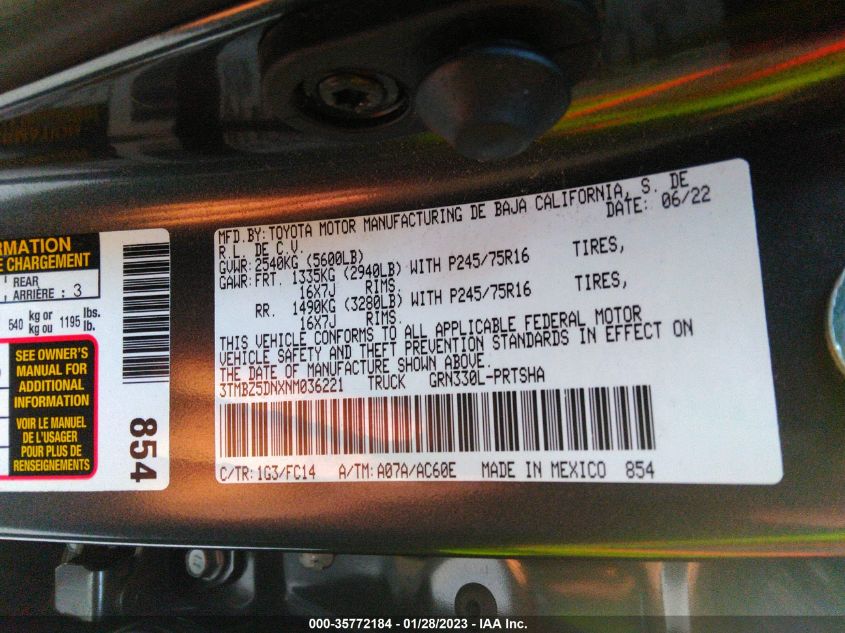 RMATION
E CHARGEMENT
REAR
ARRIÈRE : 3
540 kg or kg ou 1195 lbs. lb.
SEE OWNER'S
MANUAL FOR
ADDITIONAL
INFORMATION
VOIR LE MANUEL
DE L'USAGER
POUR PLUS DE
RENSEIGNEMENTS
854
MFD.BY:TOYOTA MOTOR MANUFACTURING DE BAJA CALIFORNIA, S. DE
R.L. DE C.V. DATE: 06/22
GVWR:2540KG (5600LB)
GAWR:FRT. 1335KG (2940LB) WITH P245/75R16 TIRES,
16X7J RIMS.
RR. 1490KG (3280LB) WITH P245/75R16 TIRES,
16X7J RIMS.
THIS VEHICLE CONFORMS TO ALL APPLICABLE FEDERAL MOTOR
VEHICLE SAFETY AND THEFT PREVENTION STANDARDS IN EFFECT ON
THE DATE OF MANUFACTURE SHOWN ABOVE.
3TMBZ5DNXNM036221 TRUCK GRN330L-PRTSHA
C/TR:1G3/FC14 A/TM:A07A/AC60E MADE IN MEXICO 854
000-35772184 - 01/28/2023 - IAA Inc.